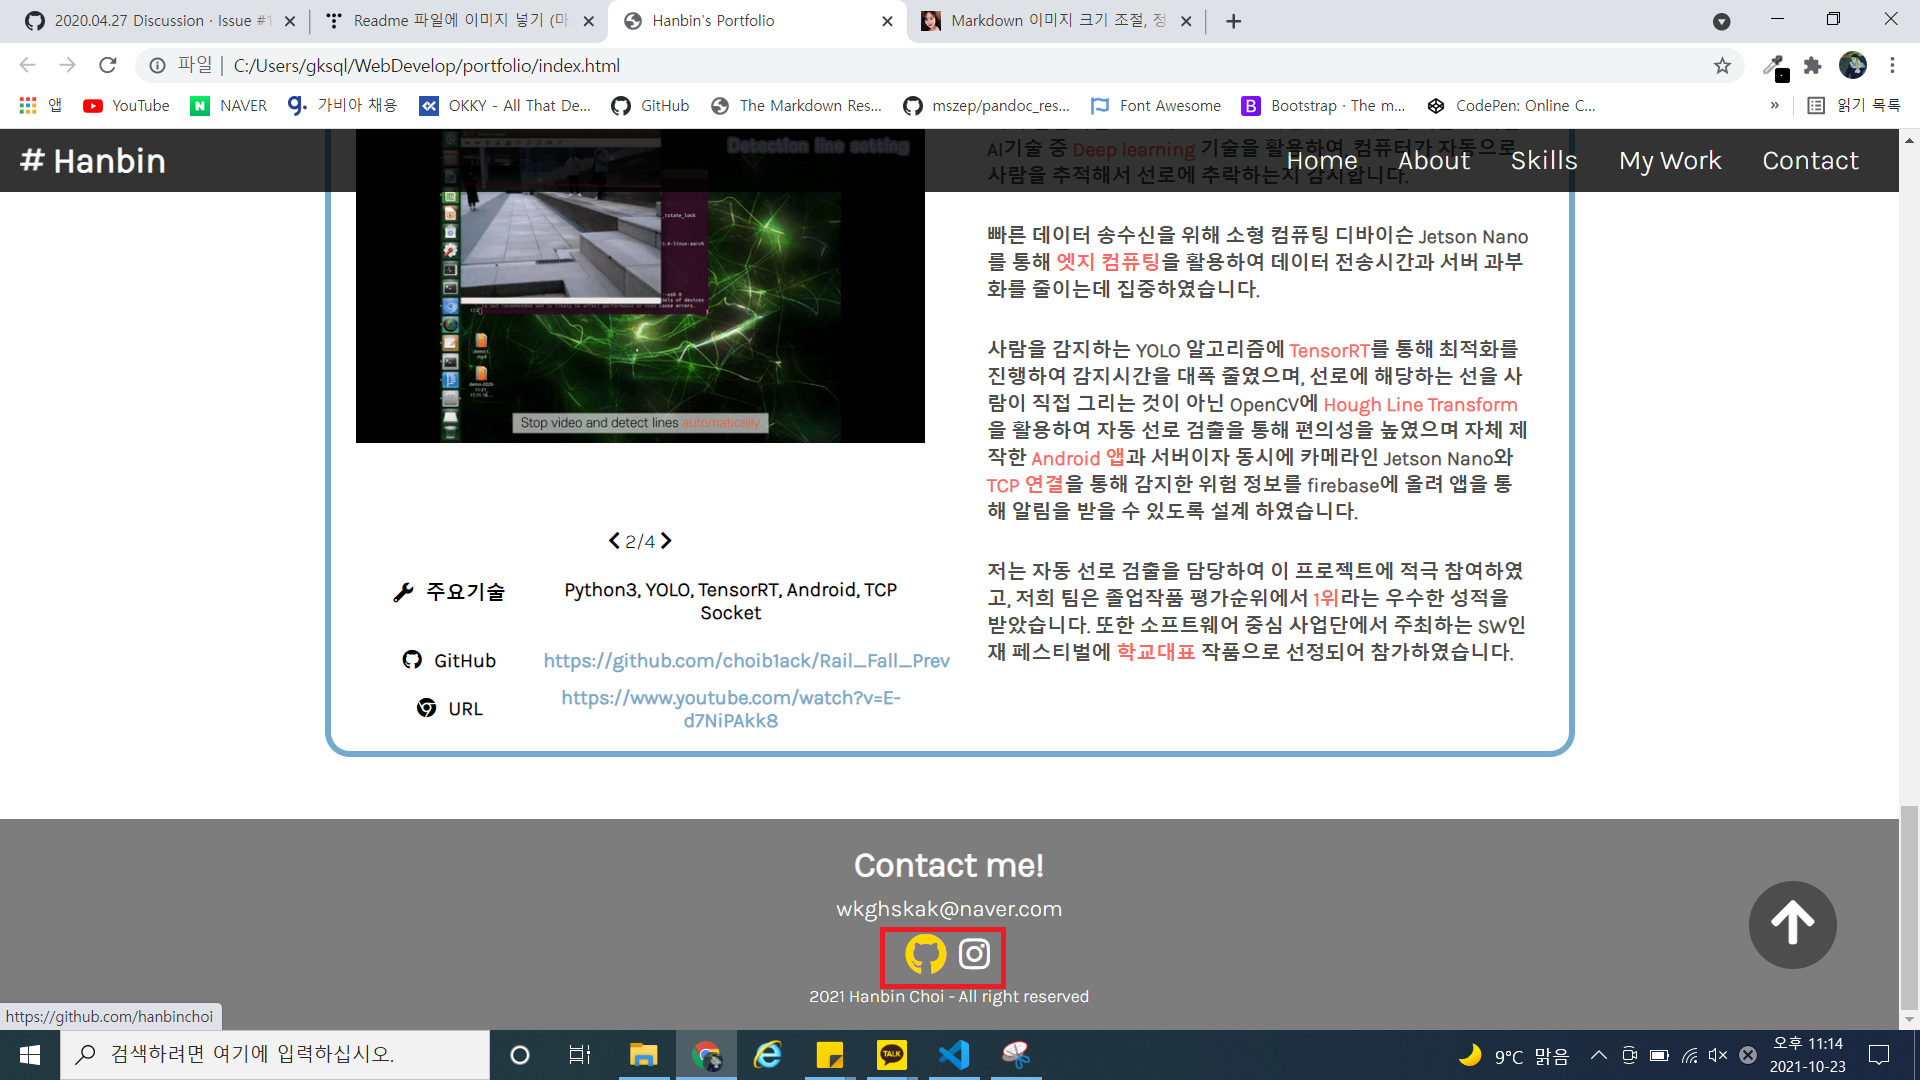 2020.04.27 Discussion · Issue #1
Readme 파일에 이미지 넣기 (마
Hanbin's Portfolio
Markdown 이미지 크기 조절, 정
파일 | C:/Users/gksql/WebDevelop/portfolio/index.html
앱
YouTube
NAVER
가비아 채용
OKKY - All That De...
GitHub
The Markdown Res...
mszep/pandoc_res...
Font Awesome
Bootstrap · The m...
CodePen: Online C...
»
읽기 목록
# Hanbin
Home
About
Skills
My Work
Contact
Detection line setting
Stop video and detect lines automatically
2/4
주요기술
Python3, YOLO, TensorRT, Android, TCP
Socket
GitHub
https://github.com/choib1ack/Rail_Fall_Prev
URL
https://www.youtube.com/watch?v=E-
d7NiPAkk8
AI기술 중 Deep learning 기술을 활용하여, 컴퓨터가 자동으로
사람을 추적해서 선로에 추락하는지 감시합니다.
빠른 데이터 송수신을 위해 소형 컴퓨팅 디바이슨 Jetson Nano
를 통해 엣지 컴퓨팅을 활용하여 데이터 전송시간과 서버 과부
화를 줄이는데 집중하였습니다.
사람을 감지하는 YOLO 알고리즘에 TensorRT를 통해 최적화를
진행하여 감지시간을 대폭 줄였으며, 선로에 해당하는 선을 사
람이 직접 그리는 것이 아닌 OpenCV에 Hough Line Transform
을 활용하여 자동 선로 검출을 통해 편의성을 높였으며 자체 제
작한 Android 앱과 서버이자 동시에 카메라인 Jetson Nano와
TCP 연결을 통해 감지한 위험 정보를 firebase에 올려 앱을 통
해 알림을 받을 수 있도록 설계 하였습니다.
저는 자동 선로 검출을 담당하여 이 프로젝트에 적극 참여하였
고, 저희 팀은 졸업작품 평가순위에서 1위라는 우수한 성적을
받았습니다. 또한 소프트웨어 중심 사업단에서 주최하는 SW인
재 페스티벌에 학교대표 작품으로 선정되어 참가하였습니다.
Contact me!
wkghskak@naver.com
2021 Hanbin Choi - All right reserved
https://github.com/hanbinchoi
검색하려면 여기에 입력하십시오.
TALK
9°C 맑음
오후 11:14
2021-10-23